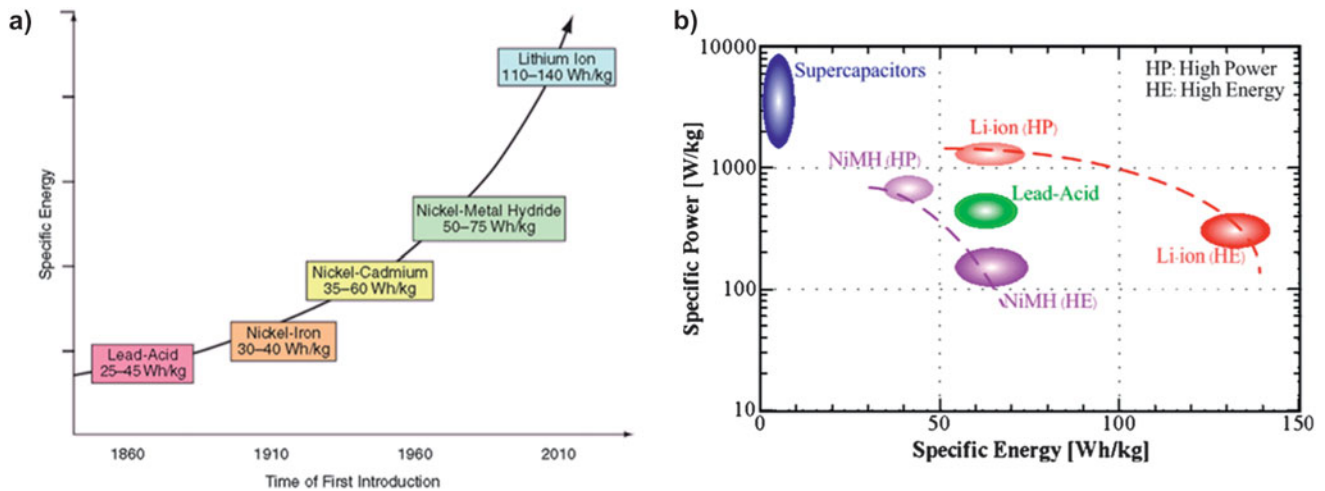 a)
Specific Energy
Lithium Ion
110–140 Wh/kg
Nickel-Metal Hydride
50–75 Wh/kg
Nickel-Cadmium
35–60 Wh/kg
Nickel-Iron
30–40 Wh/kg
Lead-Acid
25–45 Wh/kg
1860 1910 1960 2010
Time of First Introduction
b)
Specific Power [W/kg]
10000
1000
100
10
Supercapacitors
HP: High Power
HE: High Energy
Li-ion (HP)
NiMH (HP)
Lead-Acid
Li-ion (HE)
NiMH (HE)
0 50 100 150
Specific Energy [Wh/kg]